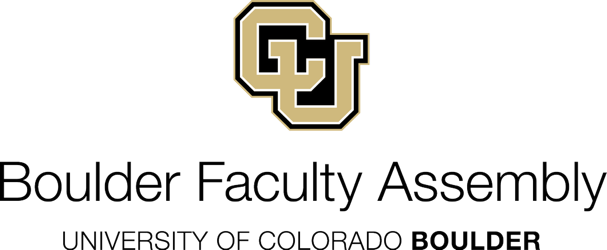 CU
Boulder Faculty Assembly
UNIVERSITY OF COLORADO BOULDER